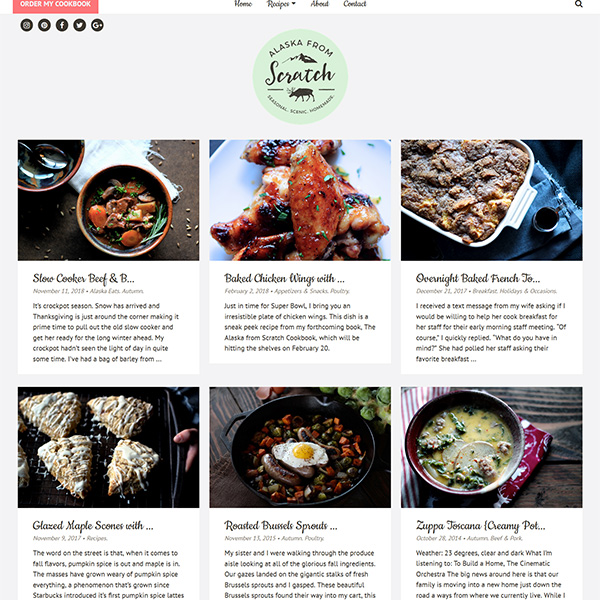 ORDER MY COOKBOOK
Home Recipes About Contact
ALASKA FROM
Scratch
SEASONAL. SCENIC. HOMEMADE.
Slow Cooker Beef & B...
November 11, 2018 • Alaska Eats, Autumn.
It's crockpot season. Snow has arrived and
Thanksgiving is just around the corner making it
prime time to pull out the old slow cooker and
get her ready for the long winter ahead. My
crockpot hadn't seen the light of day in quite
some time. I've had a bag of barley from ...
Baked Chicken Wings with ...
February 2, 2018 • Appetizers & Snacks, Poultry.
Just in time for Super Bowl, I bring you an
irresistible plate of chicken wings. This dish is a
sneak peek recipe from my forthcoming book, The
Alaska from Scratch Cookbook, which will be
hitting the shelves on February 20.
Overnight Baked French To...
December 21, 2017 • Breakfast, Holidays & Occasions.
I received a text message from my wife asking if I
would be willing to help her cook breakfast for
her staff for their early morning staff meeting. "Of
course," I quickly replied. "What do you have in
mind?" She had polled her staff asking their
favorite breakfast ...
Glazed Maple Scones with ...
November 9, 2017 • Recipes.
The word on the street is that, when it comes to
fall flavors, pumpkin spice is out and maple is in.
The masses have grown weary of pumpkin spice
everything, a phenomenon that's grown since
Starbucks introduced it's first pumpkin spice lattes
Roasted Brussels Sprouts ...
November 13, 2015 • Autumn, Poultry.
My sister and I were walking through the produce
aisle looking at all of the glorious fall ingredients.
Our gazes landed on the gigantic stalks of fresh
Brussels sprouts and I gasped. These beautiful
Brussels sprouts found their way into my cart, this
Zuppa Toscana {Creamy Pot...
October 28, 2014 • Autumn, Beef & Pork.
Weather: 23 degrees, clear and dark What I'm
listening to: To Build a Home, The Cinematic
Orchestra The big news around here is that our
family is moving into a new home just down the
road a ways from where we currently live. While I